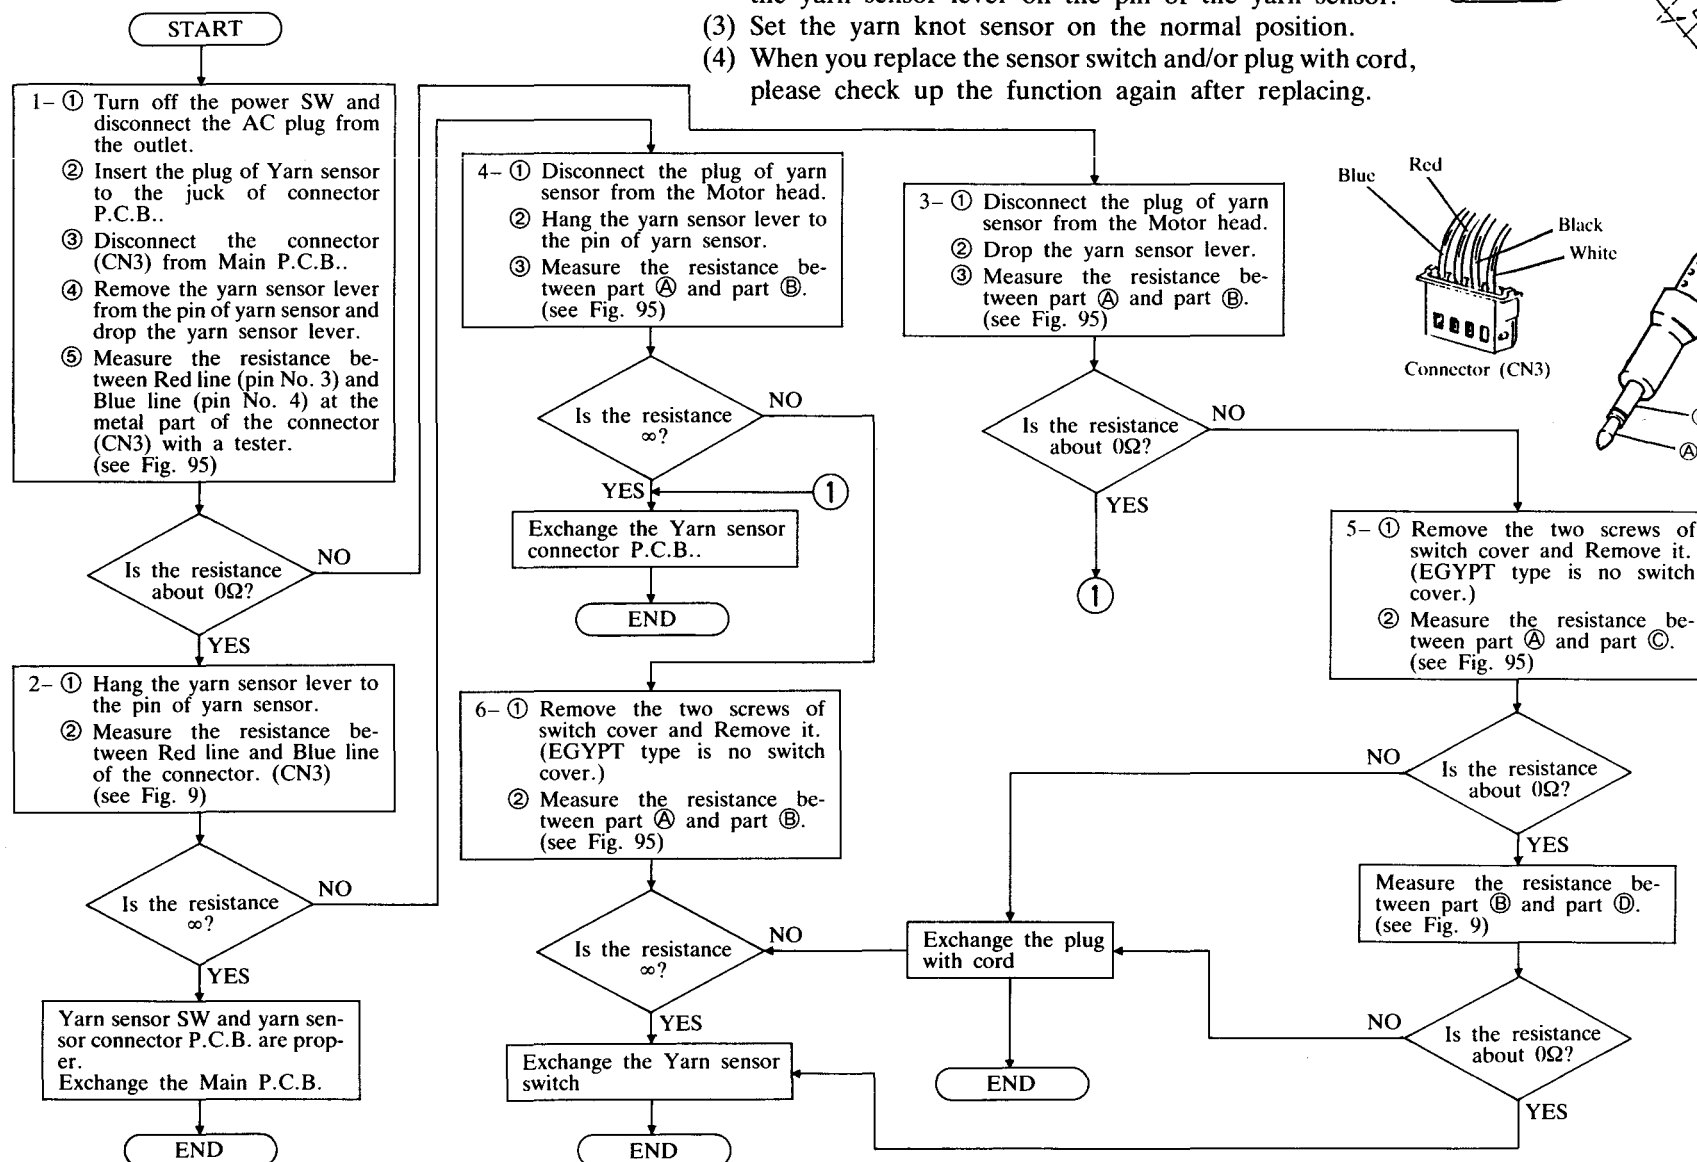 the yarn sensor lever on the pin of the yarn sensor.
(3) Set the yarn knot sensor on the normal position.
(4) When you replace the sensor switch and/or plug with cord,
please check up the function again after replacing.
START
1– ① Turn off the power SW and
disconnect the AC plug from
the outlet.
② Insert the plug of Yarn sensor
to the juck of connector
P.C.B..
③ Disconnect the connector
(CN3) from Main P.C.B..
④ Remove the yarn sensor lever
from the pin of yarn sensor and
drop the yarn sensor lever.
⑤ Measure the resistance be-
tween Red line (pin No. 3) and
Blue line (pin No. 4) at the
metal part of the connector
(CN3) with a tester.
(see Fig. 95)
Is the resistance
about 0Ω?
NO
YES
2– ① Hang the yarn sensor lever to
the pin of yarn sensor.
② Measure the resistance be-
tween Red line and Blue line
of the connector. (CN3)
(see Fig. 9)
Is the resistance
∞?
NO
YES
Yarn sensor SW and yarn sen-
sor connector P.C.B. are prop-
er.
Exchange the Main P.C.B.
END
4– ① Disconnect the plug of yarn
sensor from the Motor head.
② Hang the yarn sensor lever to
the pin of yarn sensor.
③ Measure the resistance be-
tween part Ⓐ and part Ⓑ.
(see Fig. 95)
Is the resistance
∞?
NO
YES
①
Exchange the Yarn sensor
connector P.C.B..
END
6– ① Remove the two screws of
switch cover and Remove it.
(EGYPT type is no switch
cover.)
② Measure the resistance be-
tween part Ⓐ and part Ⓑ.
(see Fig. 95)
Is the resistance
∞?
NO
YES
Exchange the Yarn sensor
switch
END
3– ① Disconnect the plug of yarn
sensor from the Motor head.
② Drop the yarn sensor lever.
③ Measure the resistance be-
tween part Ⓐ and part Ⓑ.
(see Fig. 95)
Is the resistance
about 0Ω?
NO
YES
①
Exchange the plug
with cord
END
Blue
Red
Black
White
Connector (CN3)
Ⓐ
5– ① Remove the two screws of
switch cover and Remove it.
(EGYPT type is no switch
cover.)
② Measure the resistance be-
tween part Ⓐ and part Ⓒ.
(see Fig. 95)
Is the resistance
about 0Ω?
NO
YES
Measure the resistance be-
tween part Ⓑ and part Ⓓ.
(see Fig. 9)
Is the resistance
about 0Ω?
NO
YES